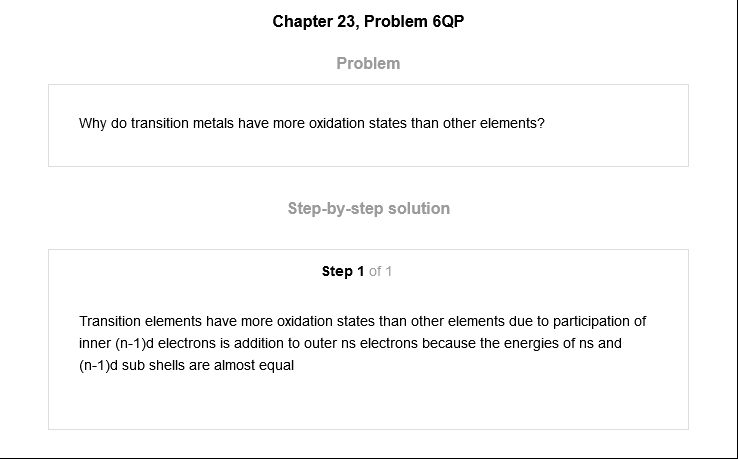 Chapter 23, Problem 6QP
Problem
Why do transition metals have more oxidation states than other elements?
Step-by-step solution
Step 1 of 1
Transition elements have more oxidation states than other elements due to participation of
inner (n-1)d electrons is addition to outer ns electrons because the energies of ns and
(n-1)d sub shells are almost equal